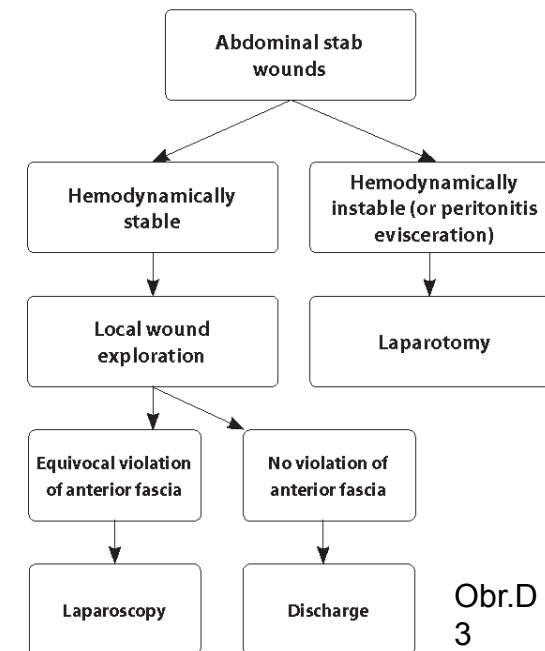 Abdominal stab
wounds
Hemodynamically
stable
Hemodynamically
instable (or peritonitis
evisceration)
Local wound
exploration
Laparotomy
Equivocal violation
of anterior fascia
No violation of
anterior fascia
Laparoscopy
Discharge
Obr.D
3